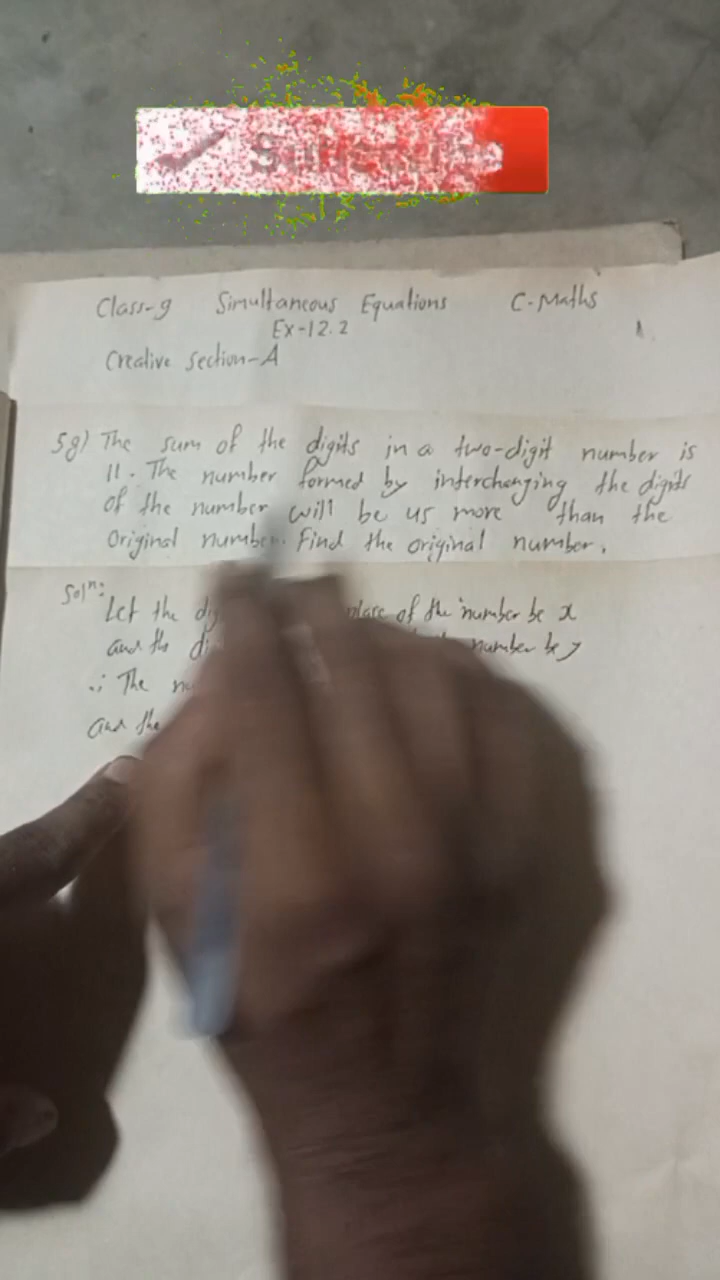 Subscribe
Class-9 Simultaneous Equations C-Maths
Ex-12.2
Creative section-A
5g) The sum of the digits in a two-digit number is
11. The number formed by interchanging the digits
of the number will be us more than the
Original number. Find the original number.
Solⁿ:
Let the place of the number be x
and th number be y
∴ The
and the